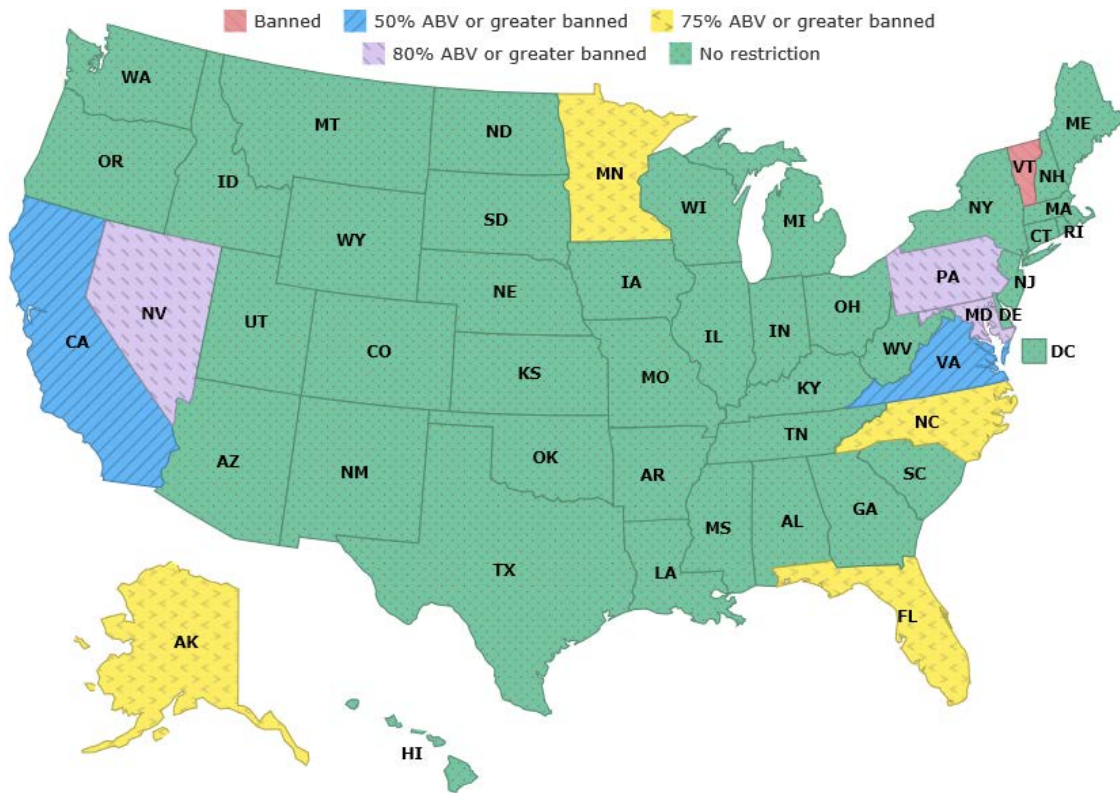 Banned 50% ABV or greater banned 75% ABV or greater banned
80% ABV or greater banned No restriction
WA
MT
ND
MN
ME
OR
ID
SD
WI
MI
VT
NH
NY
MA
WY
CT
RI
IA
NE
PA
NJ
NV
UT
CO
IL
IN
OH
MD
DE
CA
WV
VA
DC
KS
MO
KY
NC
AZ
NM
OK
AR
TN
SC
MS
AL
GA
TX
LA
FL
AK
HI